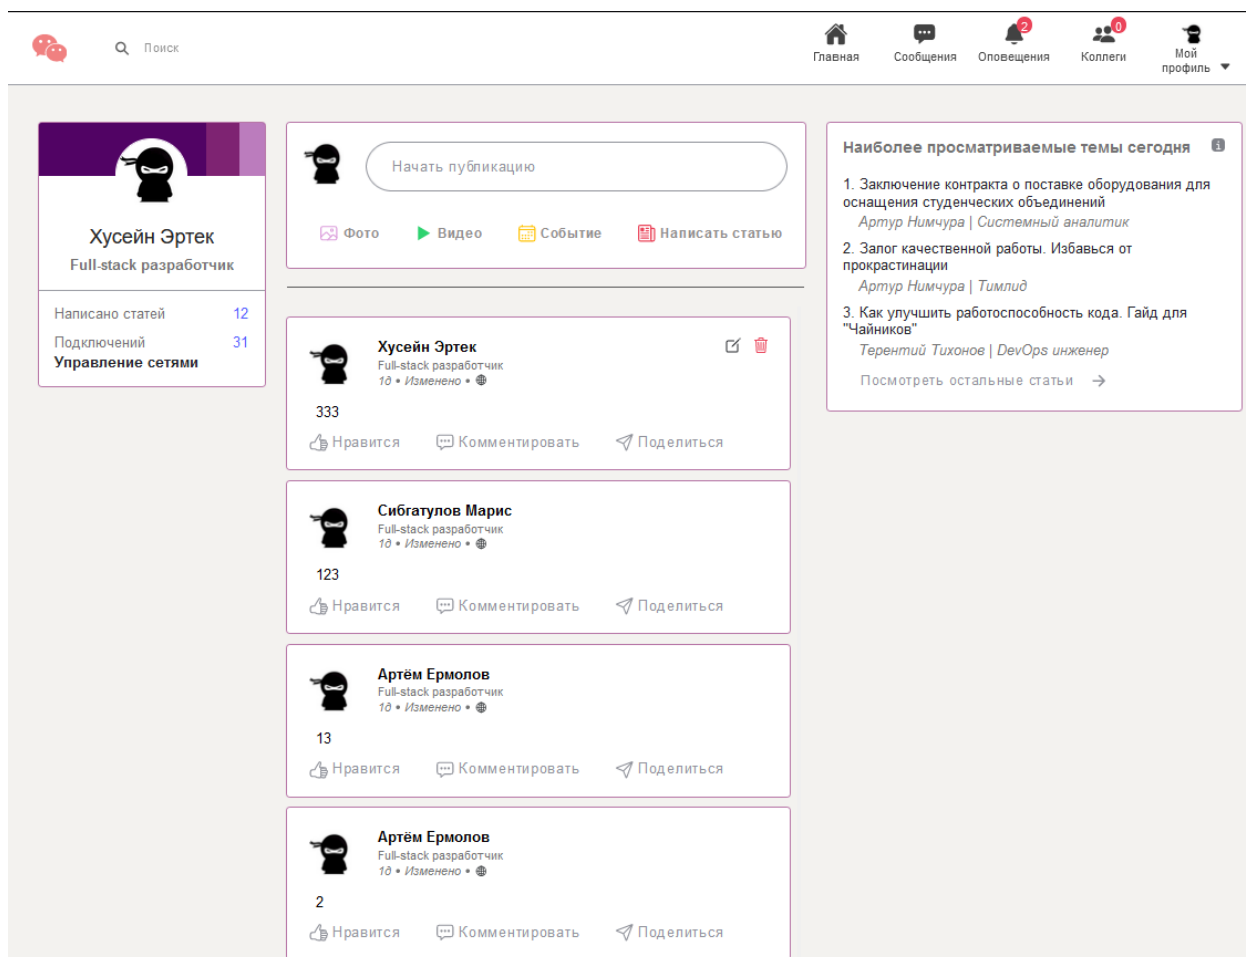 Поиск
Главная
Сообщения
2
Оповещения
0
Коллеги
Мой
профиль
Хусейн Эртек
Full-stack разработчик
Написано статей 12
Подключений 31
Управление сетями
Начать публикацию
Фото Видео Событие Написать статью
Хусейн Эртек
Full-stack разработчик
1д • Изменено •
333
Нравится Комментировать Поделиться
Сибгатулов Марис
Full-stack разработчик
1д • Изменено •
123
Нравится Комментировать Поделиться
Артём Ермолов
Full-stack разработчик
1д • Изменено •
13
Нравится Комментировать Поделиться
Артём Ермолов
Full-stack разработчик
1д • Изменено •
2
Нравится Комментировать Поделиться
Наиболее просматриваемые темы сегодня
1. Заключение контракта о поставке оборудования для
оснащения студенческих объединений
Артур Нимчура | Системный аналитик
2. Залог качественной работы. Избавься от
прокрастинации
Артур Нимчура | Тимлид
3. Как улучшить работоспособность кода. Гайд для
"Чайников"
Терентий Тихонов | DevOps инженер
Посмотреть остальные статьи